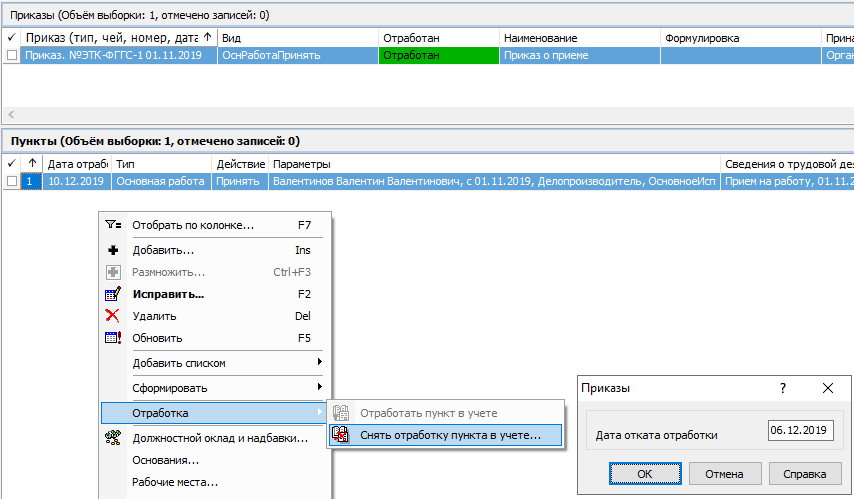 Приказы (Объём выборки: 1, отмечено записей: 0)
✓ Приказ (тип, чей, номер, дата ↑ Вид Отработан Наименование Формулировка Прина
Приказ. №ЭТК-ФГГС-1 01.11.2019 ОснРаботаПринять Отработан Приказ о приеме Орган
Пункты (Объём выборки: 1, отмечено записей: 0)
✓ ↑ Дата отрабо Тип Действие Параметры Сведения о трудовой дея
1 10.12.2019 Основная работа Принять Валентинов Валентин Валентинович, с 01.11.2019, Делопроизводитель, ОсновноеИсп Прием на работу, 01.11.2
Отобрать по колонке... F7
Добавить... Ins
Размножить... Ctrl+F3
Исправить... F2
Удалить Del
Обновить F5
Добавить списком
Сформировать
Отработка
Отработать пункт в учете
Снять отработку пункта в учете...
Должностной оклад и надбавки...
Основания...
Рабочие места...
Приказы ? X
Дата отката отработки 06.12.2019
ОК Отмена Справка